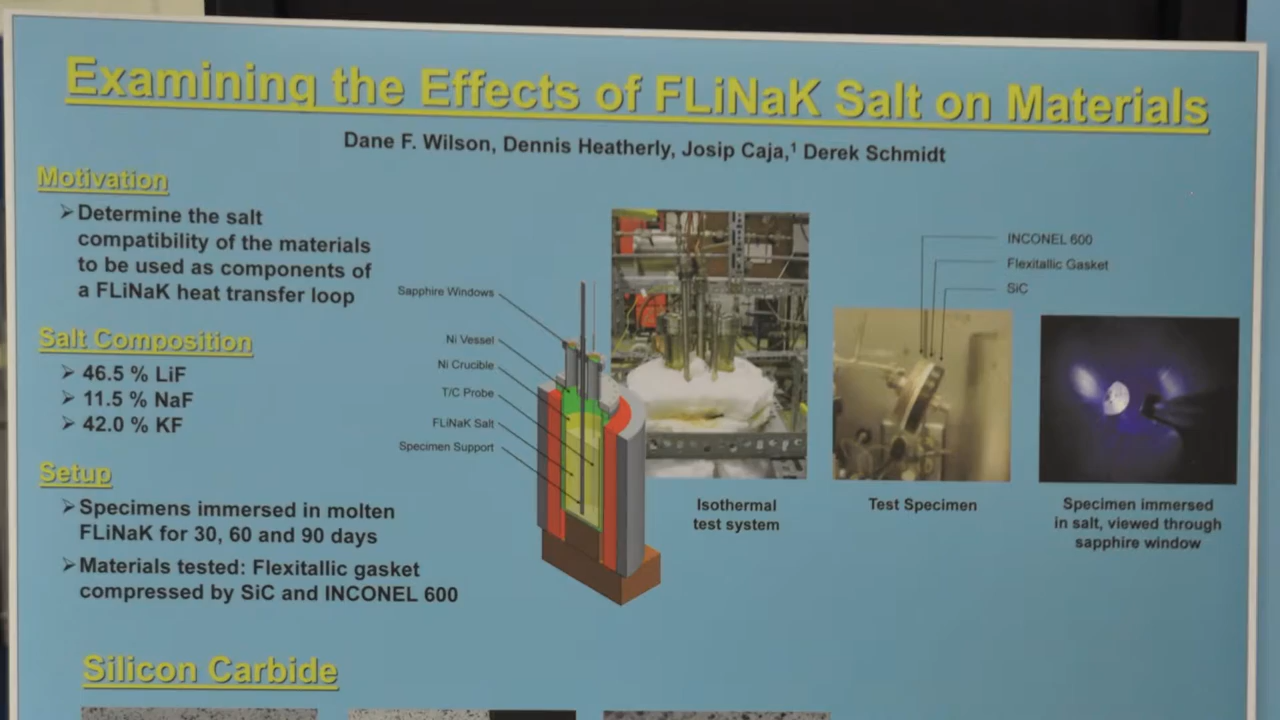 Examining the Effects of FLiNaK Salt on Materials
Dane F. Wilson, Dennis Heatherly, Josip Caja,¹ Derek Schmidt
Motivation
➢ Determine the salt
compatibility of the materials
to be used as components of
a FLiNaK heat transfer loop
Salt Composition
➢ 46.5 % LiF
➢ 11.5 % NaF
➢ 42.0 % KF
Setup
➢ Specimens immersed in molten
FLiNaK for 30, 60 and 90 days
➢ Materials tested: Flexitallic gasket
compressed by SiC and INCONEL 600
Sapphire Windows
Ni Vessel
Ni Crucible
T/C Probe
FLiNaK Salt
Specimen Support
Isothermal
test system
INCONEL 600
Flexitallic Gasket
SiC
Test Specimen
Specimen immersed
in salt, viewed through
sapphire window
Silicon Carbide